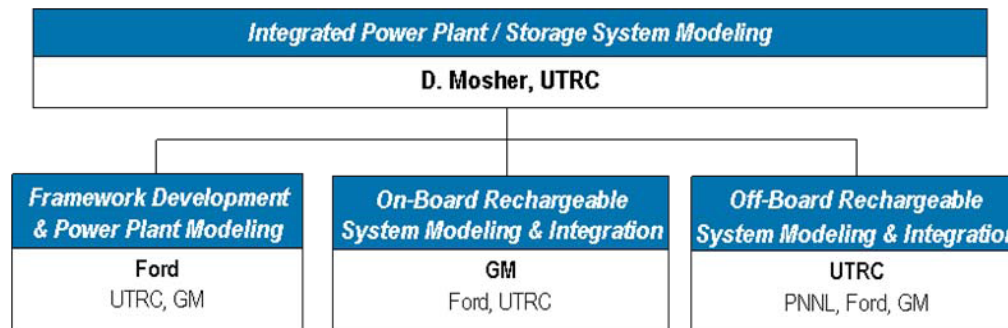 Integrated Power Plant / Storage System Modeling
D. Mosher, UTRC
Framework Development
& Power Plant Modeling
Ford
UTRC, GM
On-Board Rechargeable
System Modeling & Integration
GM
Ford, UTRC
Off-Board Rechargeable
System Modeling & Integration
UTRC
PNNL, Ford, GM